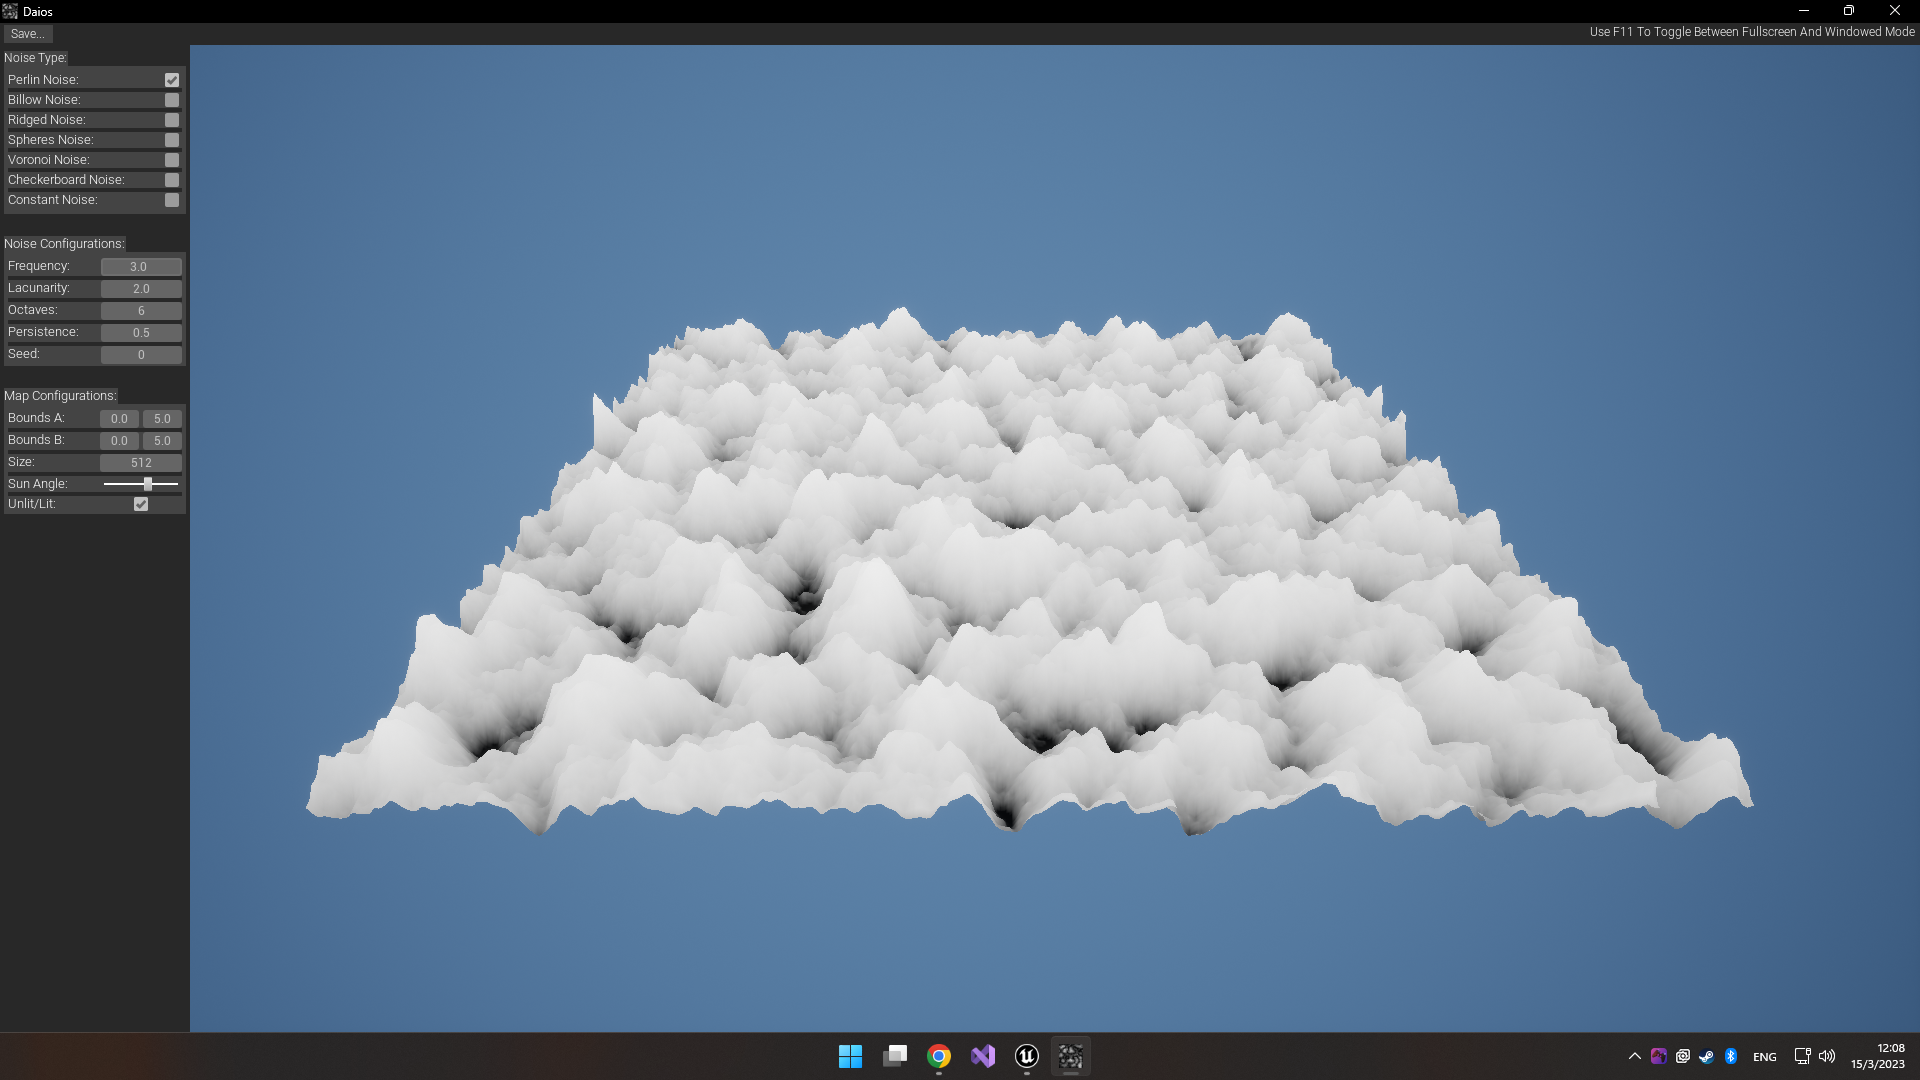 Daios
Save...
Use F11 To Toggle Between Fullscreen And Windowed Mode
Noise Type:
Perlin Noise:
Billow Noise:
Ridged Noise:
Spheres Noise:
Voronoi Noise:
Checkerboard Noise:
Constant Noise:
Noise Configurations:
Frequency: 3.0
Lacunarity: 2.0
Octaves: 6
Persistence: 0.5
Seed: 0
Map Configurations:
Bounds A: 0.0 5.0
Bounds B: 0.0 5.0
Size: 512
Sun Angle:
Unlit/Lit:
ENG
12:08
15/3/2023